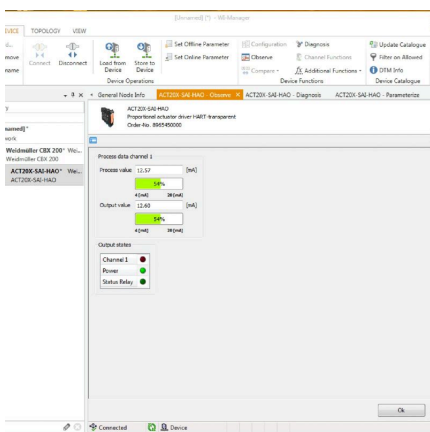 [Unnamed] (*) - WI-Manager
DEVICE TOPOLOGY VIEW
Connect
Disconnect
Load from Device
Store to Device
Set Offline Parameter
Set Online Parameter
Configuration
Observe
Compare
Diagnosis
Channel Functions
Additional Functions
Update Catalogue
Filter on Allowed
DTM Info
Device Operations
Device Functions
Device Catalogue
General Node Info
ACT20X-SAI-HAO - Observe
ACT20X-SAI-HAO - Diagnosis
ACT20X-SAI-HAO - Parameterize
ACT20X-SAI-HAO
Proportional actuator driver HART-transparent
Order-No. 8965450000
Weidmüller CBX 200* Wei...
Weidmüller CBX 200
ACT20X-SAI-HAO* Wei...
ACT20X-SAI-HAO
Process data channel 1
Process value 12.57 [mA]
54%
4 [mA] 20 [mA]
Output value 12.60 [mA]
54%
4 [mA] 20 [mA]
Output states
Channel 1
Power
Status Relay
Ok
Connected
Device